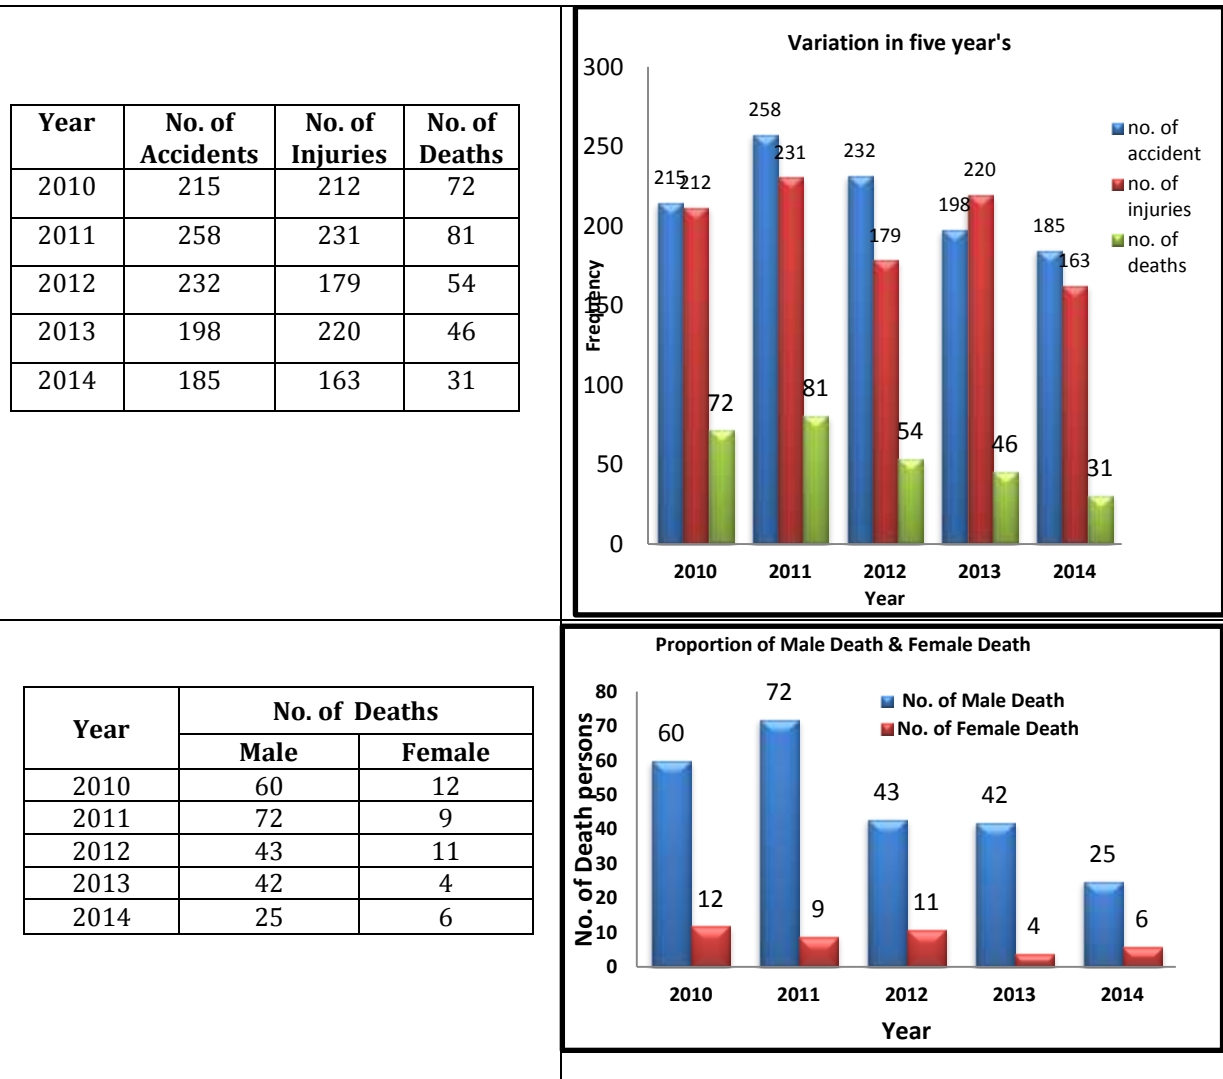 Year No. of Accidents No. of Injuries No. of Deaths
2010 215 212 72
2011 258 231 81
2012 232 179 54
2013 198 220 46
2014 185 163 31
Variation in five year's
300
250
200
150
100
50
0
Frequency
215 212 72
258 231 81
232 179 54
198 220 46
185 163 31
2010 2011 2012 2013 2014
Year
no. of
accident
no. of
injuries
no. of
deaths
Year No. of Deaths
Male Female
2010 60 12
2011 72 9
2012 43 11
2013 42 4
2014 25 6
Proportion of Male Death & Female Death
No. of Male Death
No. of Female Death
80
70
60
50
40
30
20
10
0
No. of Death persons
60 12
72 9
43 11
42 4
25 6
2010 2011 2012 2013 2014
Year